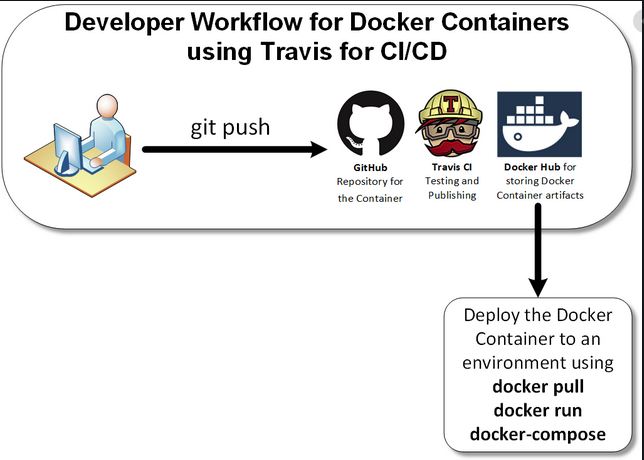 Developer Workflow for Docker Containers
using Travis for CI/CD
git push
GitHub
Repository for
the Container
Travis CI
Testing and
Publishing
Docker Hub for
storing Docker
Container artifacts
T
Deploy the Docker
Container to an
environment using
docker pull
docker run
docker-compose